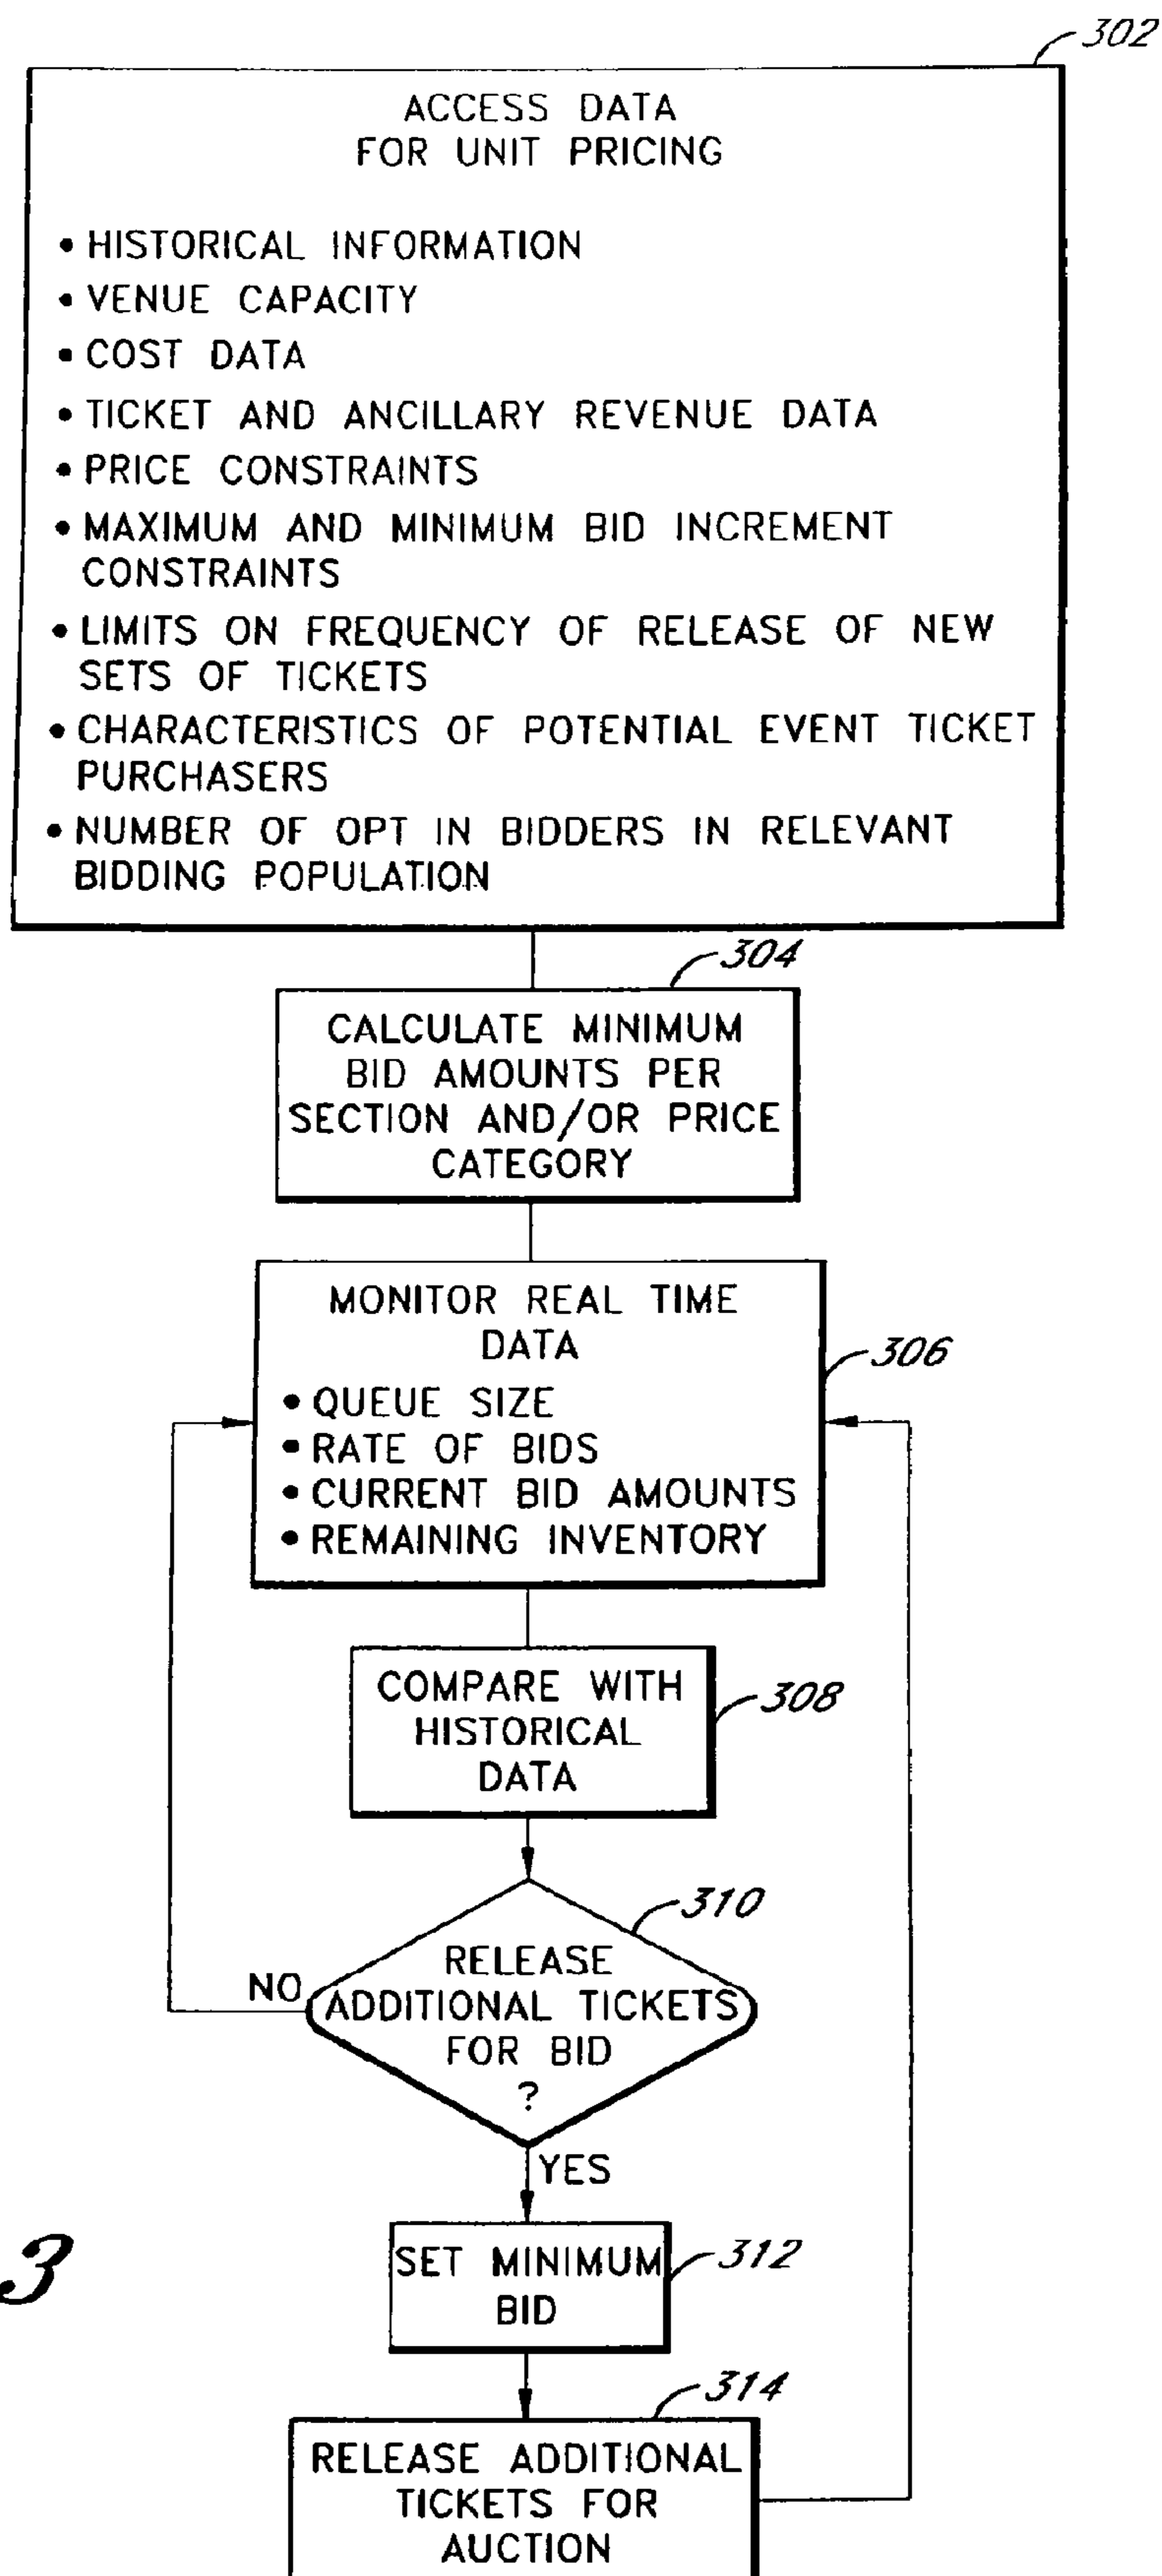 302
ACCESS DATA
FOR UNIT PRICING
• HISTORICAL INFORMATION
• VENUE CAPACITY
• COST DATA
• TICKET AND ANCILLARY REVENUE DATA
• PRICE CONSTRAINTS
• MAXIMUM AND MINIMUM BID INCREMENT
CONSTRAINTS
• LIMITS ON FREQUENCY OF RELEASE OF NEW
SETS OF TICKETS
• CHARACTERISTICS OF POTENTIAL EVENT TICKET
PURCHASERS
• NUMBER OF OPT IN BIDDERS IN RELEVANT
BIDDING POPULATION
304
CALCULATE MINIMUM
BID AMOUNTS PER
SECTION AND/OR PRICE
CATEGORY
306
MONITOR REAL TIME
DATA
• QUEUE SIZE
• RATE OF BIDS
• CURRENT BID AMOUNTS
• REMAINING INVENTORY
308
COMPARE WITH
HISTORICAL
DATA
310
RELEASE
ADDITIONAL TICKETS
FOR BID
?
NO
YES
312
SET MINIMUM
BID
3
314
RELEASE ADDITIONAL
TICKETS FOR
AUCTION